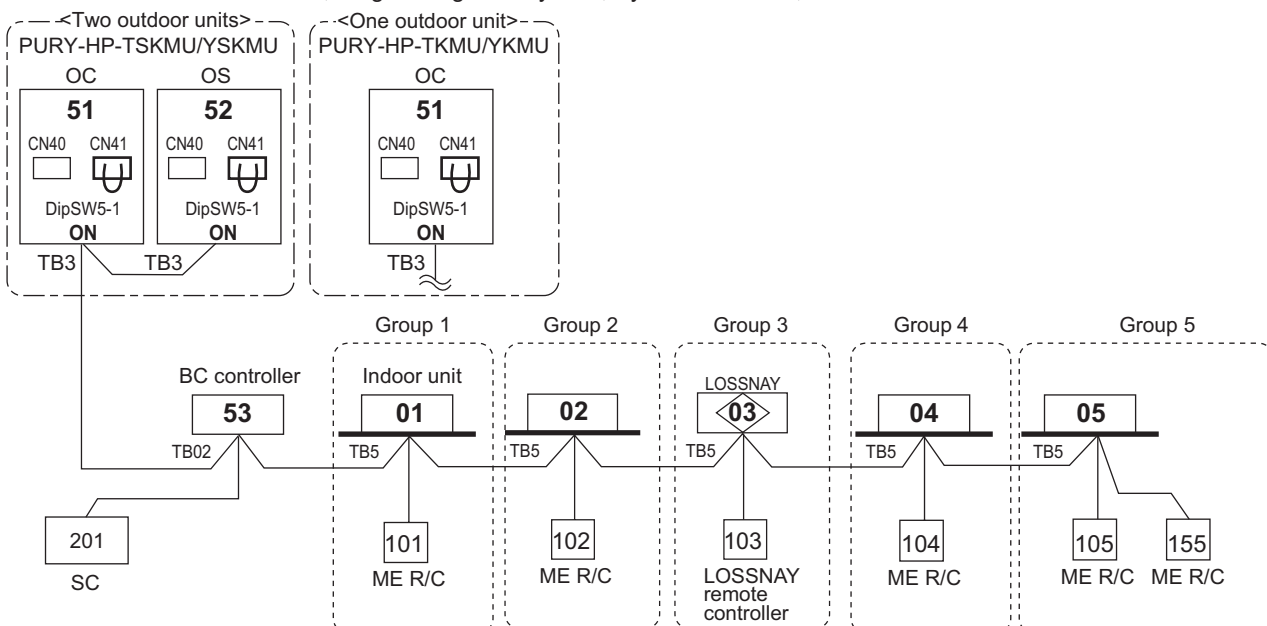 <Two outdoor units>
PURY-HP-TSKMU/YSKMU
OC OS
51 52
CN40 CN41 CN40 CN41
DipSW5-1 DipSW5-1
ON ON
TB3 TB3
<One outdoor unit>
PURY-HP-TKMU/YKMU
OC
51
CN40 CN41
DipSW5-1
ON
TB3
Group 1 Group 2 Group 3 Group 4 Group 5
BC controller Indoor unit LOSSNAY
53 01 02 03 04 05
TB02 TB5 TB5 TB5 TB5 TB5
201 101 102 103 104 105 155
SC ME R/C ME R/C LOSSNAY remote controller ME R/C ME R/C ME R/C